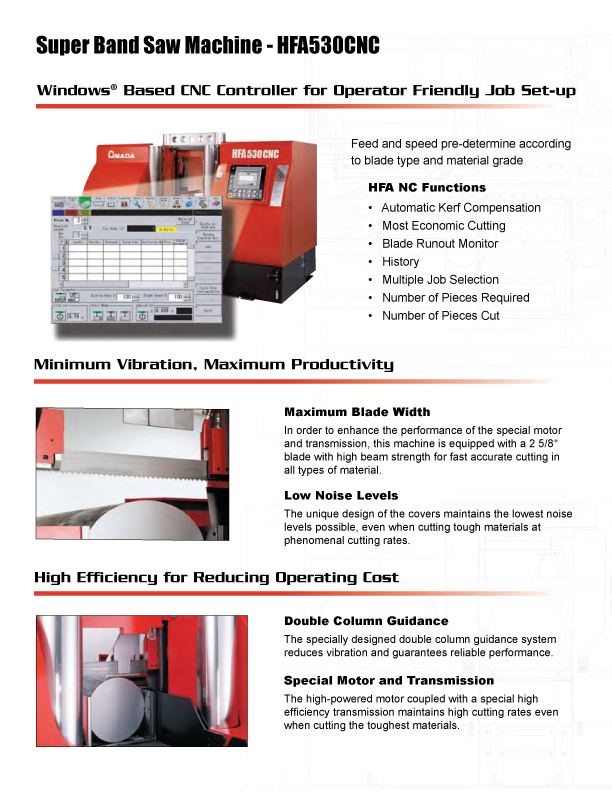 Super Band Saw Machine - HFA530CNC
Windows® Based CNC Controller for Operator Friendly Job Set-up
AMADA
HFA530CNC
Feed and speed pre-determine according
to blade type and material grade
HFA NC Functions
• Automatic Kerf Compensation
• Most Economic Cutting
• Blade Runout Monitor
• History
• Multiple Job Selection
• Number of Pieces Required
• Number of Pieces Cut
Minimum Vibration, Maximum Productivity
Maximum Blade Width
In order to enhance the performance of the special motor
and transmission, this machine is equipped with a 2 5/8"
blade with high beam strength for fast accurate cutting in
all types of material.
Low Noise Levels
The unique design of the covers maintains the lowest noise
levels possible, even when cutting tough materials at
phenomenal cutting rates.
High Efficiency for Reducing Operating Cost
Double Column Guidance
The specially designed double column guidance system
reduces vibration and guarantees reliable performance.
Special Motor and Transmission
The high-powered motor coupled with a special high
efficiency transmission maintains high cutting rates even
when cutting the toughest materials.